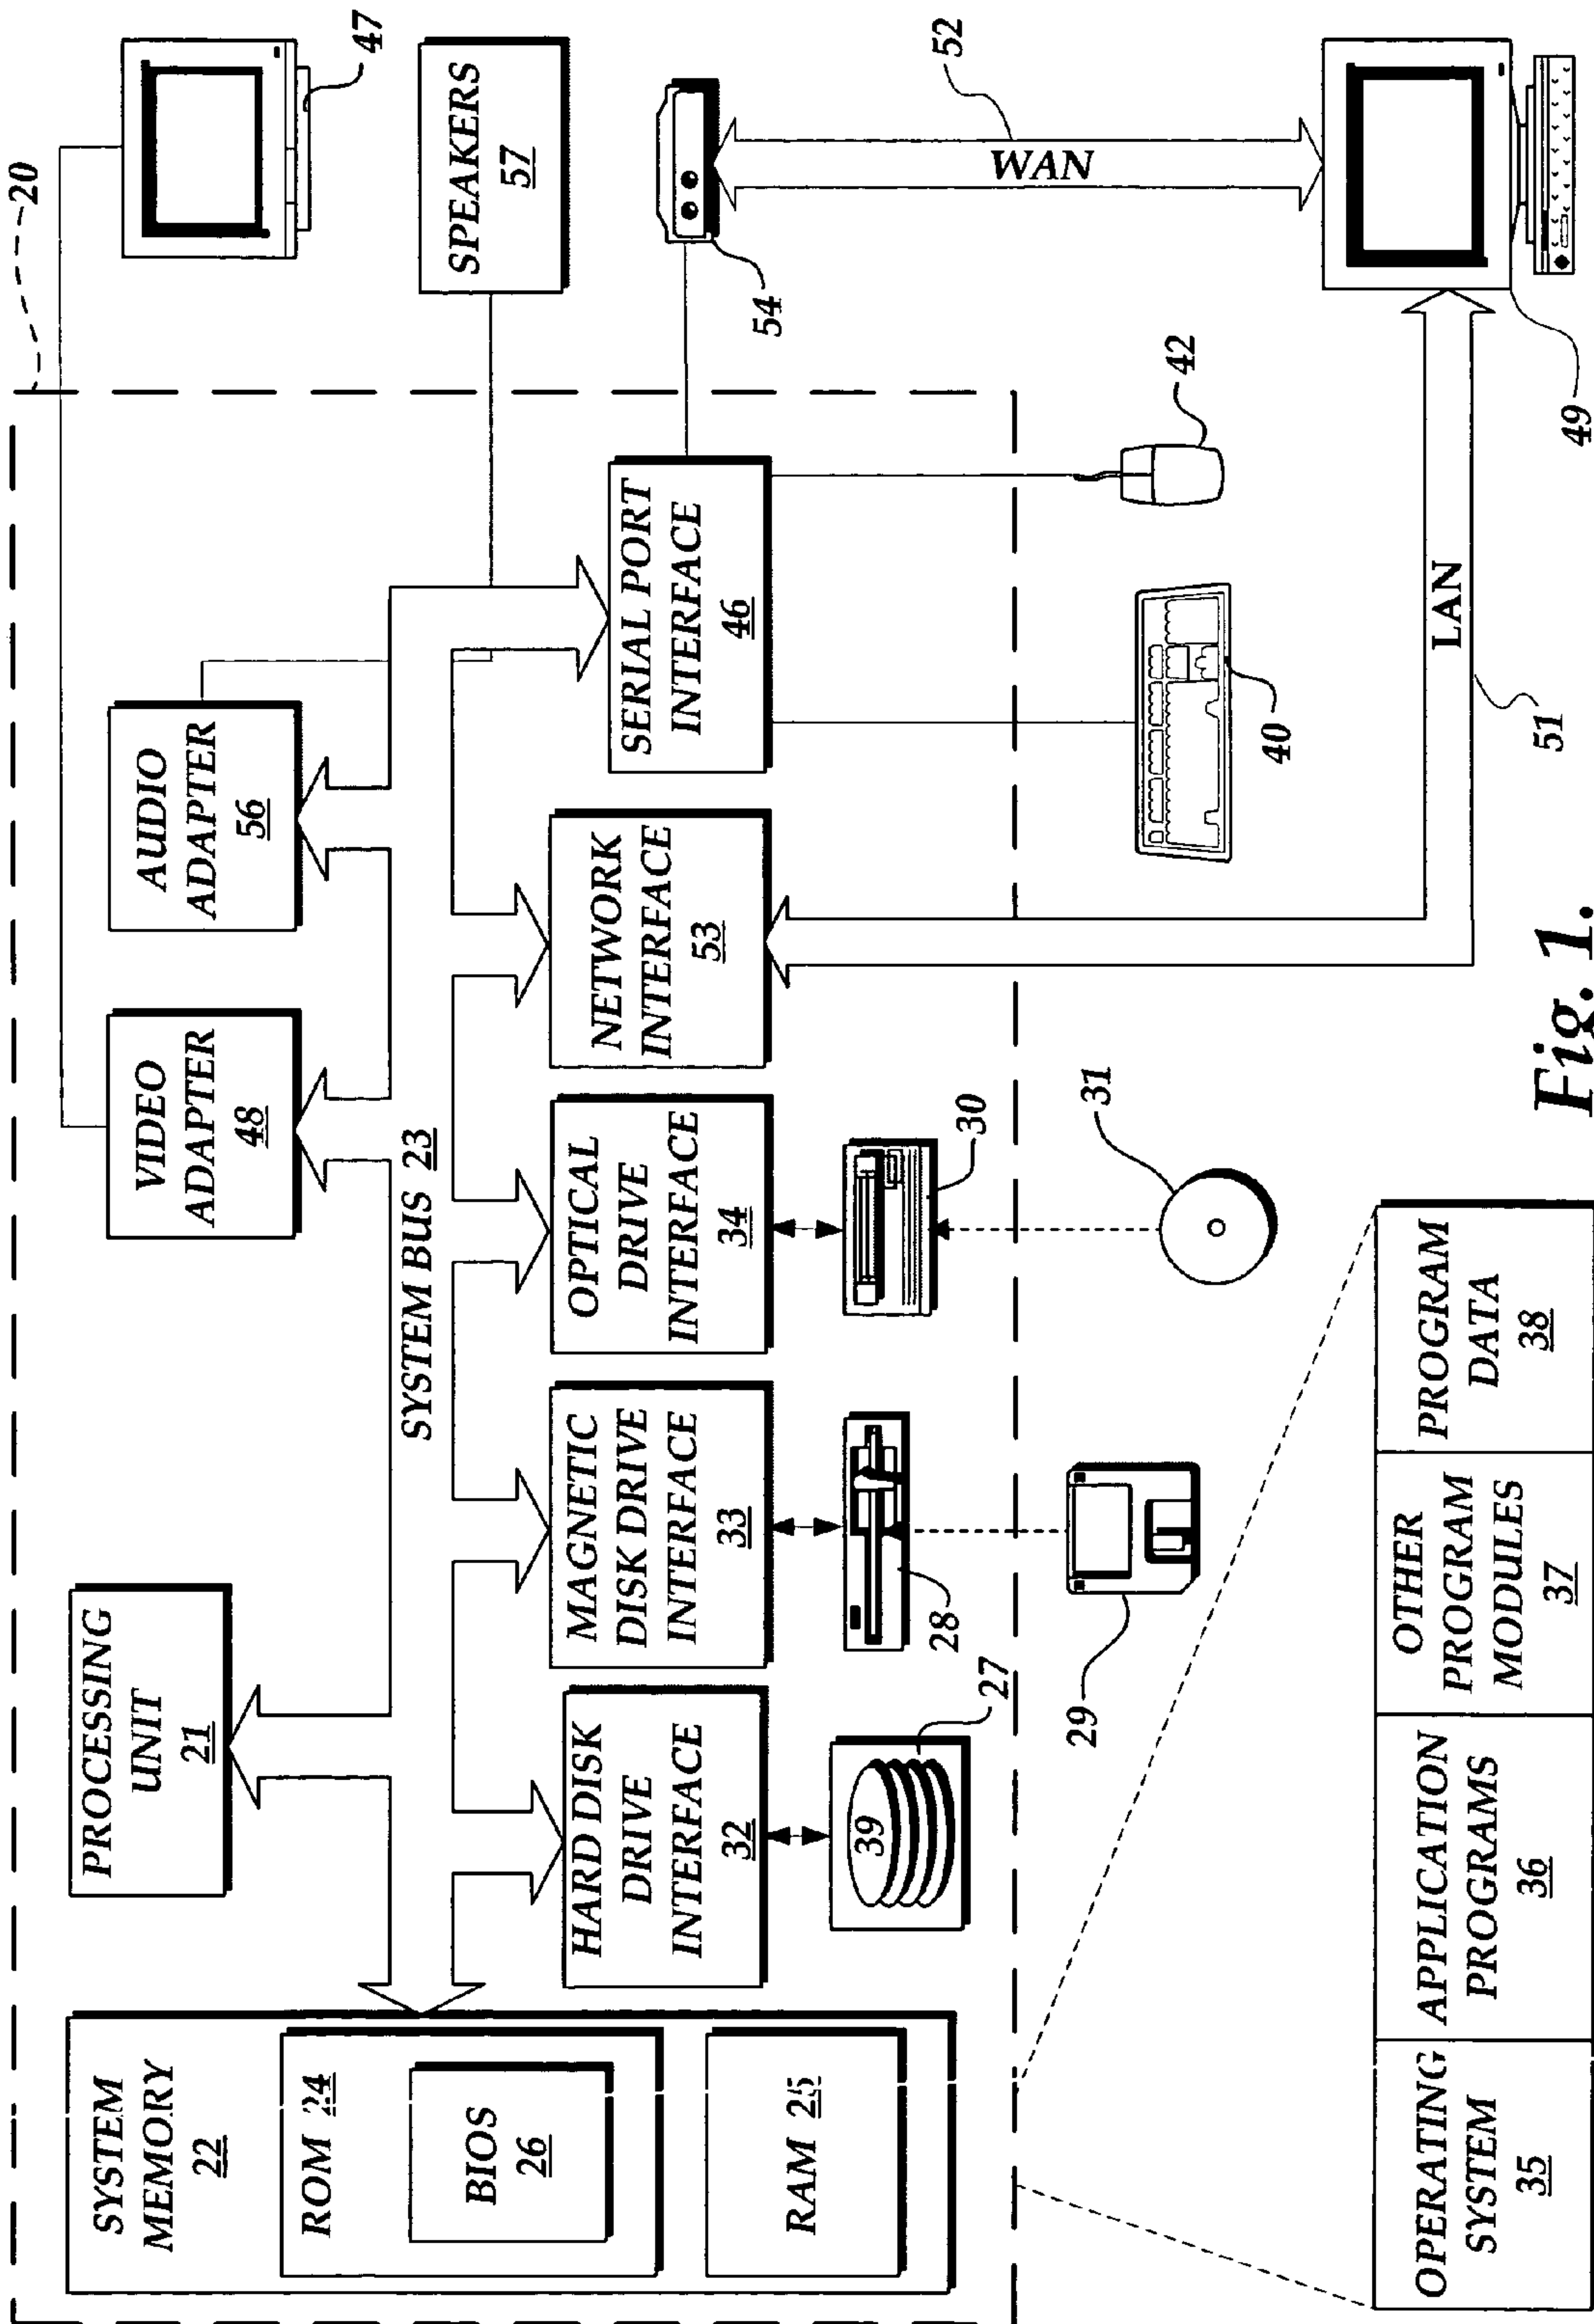 20
PROCESSING
UNIT
21
VIDEO
ADAPTER
48
AUDIO
ADAPTER
56
47
SYSTEM
MEMORY
22
ROM 24
BIOS
26
RAM 25
SYSTEM BUS 23
SPEAKERS
57
HARD DISK
DRIVE
INTERFACE
32
MAGNETIC
DISK DRIVE
INTERFACE
33
OPTICAL
DRIVE
INTERFACE
34
NETWORK
INTERFACE
53
SERIAL PORT
INTERFACE
46
54
39
27
28
30
52
WAN
29
31
40
42
OPERATING
SYSTEM
35
APPLICATION
PROGRAMS
36
OTHER
PROGRAM
MODULES
37
PROGRAM
DATA
38
LAN
51
49
Fig. 1.